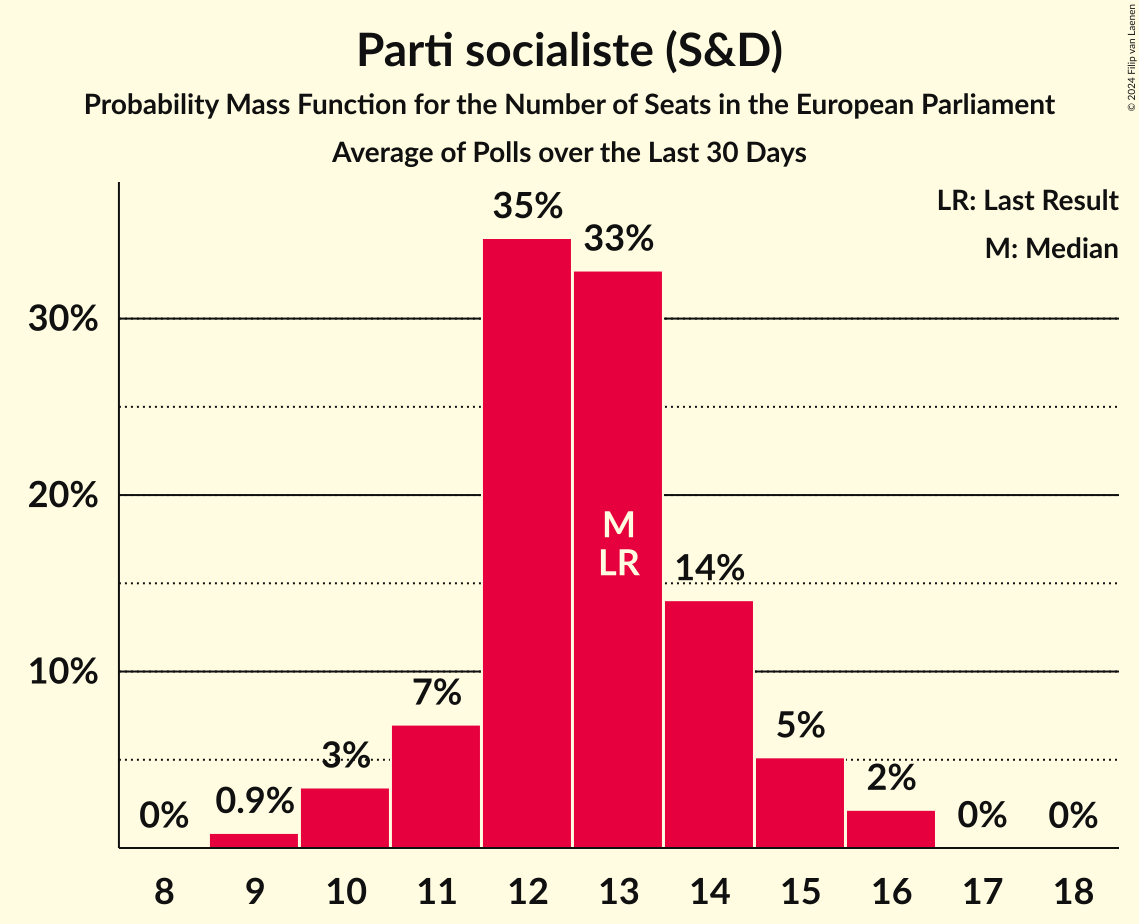 Parti socialiste (S&D)
Probability Mass Function for the Number of Seats in the European Parliament
Average of Polls over the Last 30 Days
© 2024 Filip van Laenen
LR: Last Result
M: Median
35%
33%
30%
20%
M
LR
14%
10%
7%
5%
3%
2%
0.9%
0%
0%
0%
8 9 10 11 12 13 14 15 16 17 18